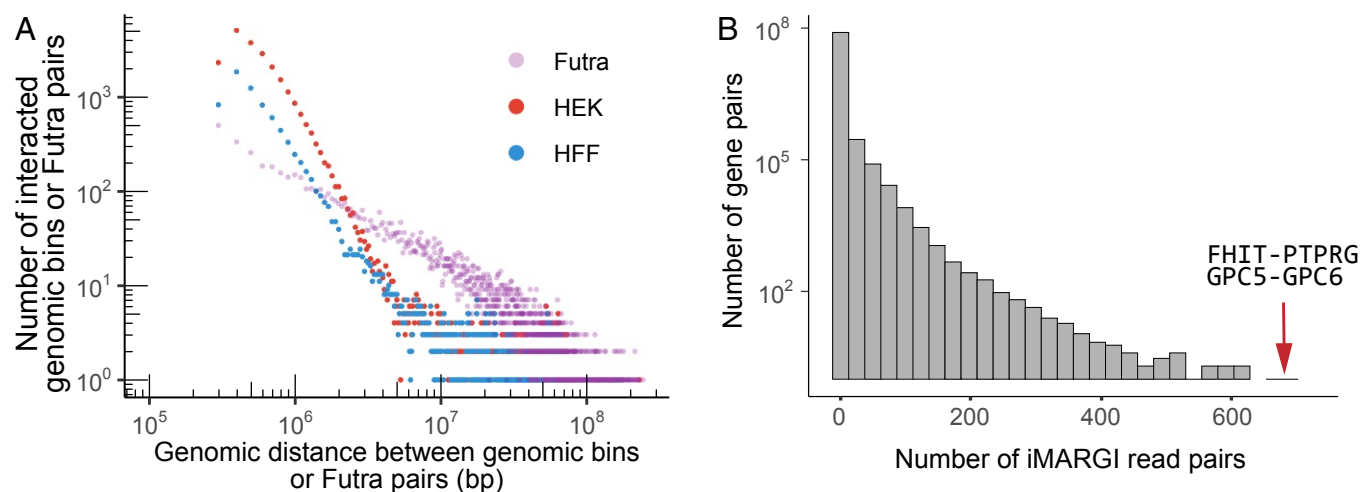 A
Number of interacted
genomic bins or Futra pairs
10^3
10^2
10^1
10^0
10^5
10^6
10^7
10^8
Genomic distance between genomic bins
or Futra pairs (bp)
Futra
HEK
HFF
B
Number of gene pairs
10^8
10^5
10^2
0
200
400
600
Number of iMARGI read pairs
FHIT-PTPRG
GPC5-GPC6